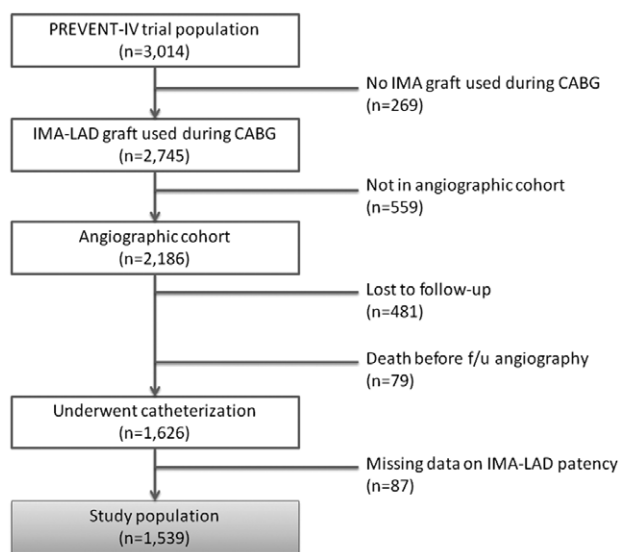 PREVENT-IV trial population
(n=3,014)
No IMA graft used during CABG
(n=269)
IMA-LAD graft used during CABG
(n=2,745)
Not in angiographic cohort
(n=559)
Angiographic cohort
(n=2,186)
Lost to follow-up
(n=481)
Death before f/u angiography
(n=79)
Underwent catheterization
(n=1,626)
Missing data on IMA-LAD patency
(n=87)
Study population
(n=1,539)